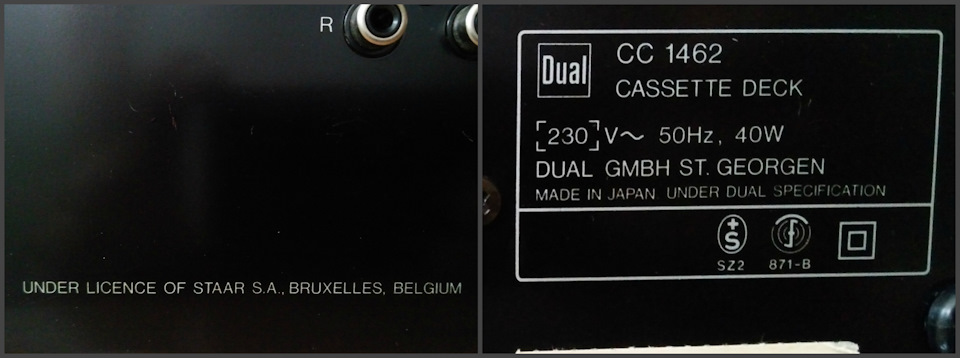 R
UNDER LICENCE OF STAAR S.A., BRUXELLES, BELGIUM
Dual
CC 1462
CASSETTE DECK
[230]V~ 50Hz, 40W
DUAL GMBH ST. GEORGEN
MADE IN JAPAN UNDER DUAL SPECIFICATION
+S
SZ2
871-B